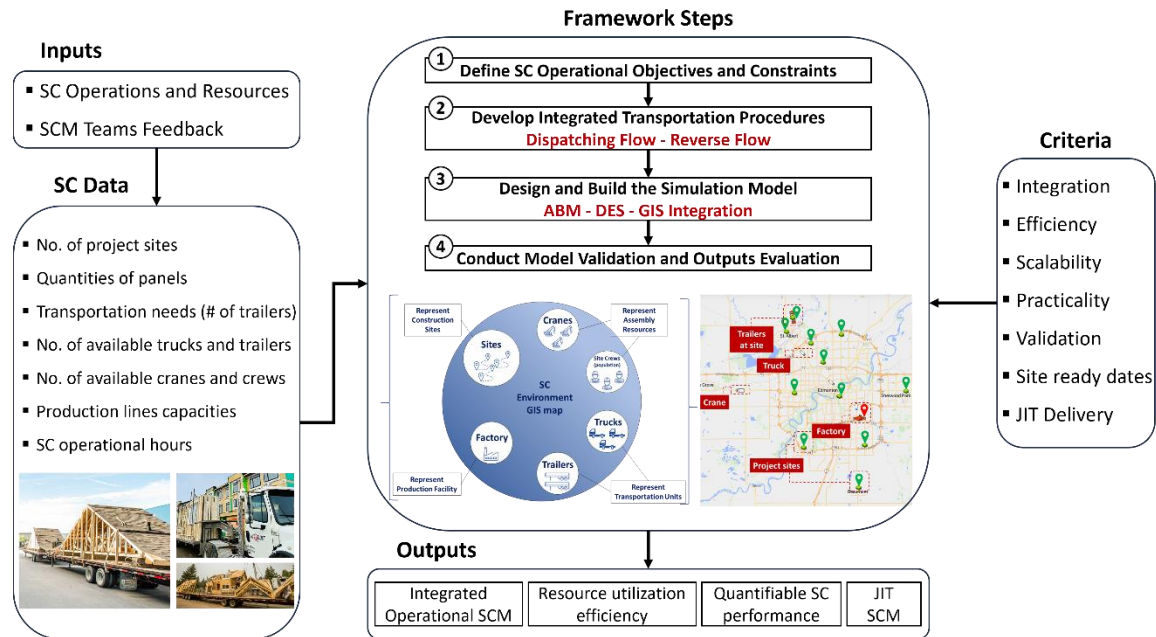 Inputs
▪ SC Operations and Resources
▪ SCM Teams Feedback
SC Data
▪ No. of project sites
▪ Quantities of panels
▪ Transportation needs (# of trailers)
▪ No. of available trucks and trailers
▪ No. of available cranes and crews
▪ Production lines capacities
▪ SC operational hours
Framework Steps
1
Define SC Operational Objectives and Constraints
2
Develop Integrated Transportation Procedures
Dispatching Flow - Reverse Flow
3
Design and Build the Simulation Model
ABM - DES - GIS Integration
4
Conduct Model Validation and Outputs Evaluation
Represent
Construction
Sites
Cranes
Represent
Assembly
Resources
Sites
Site Crews
(population)
SC
Environment
GIS map
Factory
Trucks
Trailers
Represent
Production Facility
Represent
Transportation Units
Trailers
at site
St Albert
Truck
Edmonton
Sherwood Park
Crane
Factory
Project sites
Beaumont
Criteria
▪ Integration
▪ Efficiency
▪ Scalability
▪ Practicality
▪ Validation
▪ Site ready dates
▪ JIT Delivery
Outputs
Integrated
Operational SCM
Resource utilization
efficiency
Quantifiable SC
performance
JIT
SCM